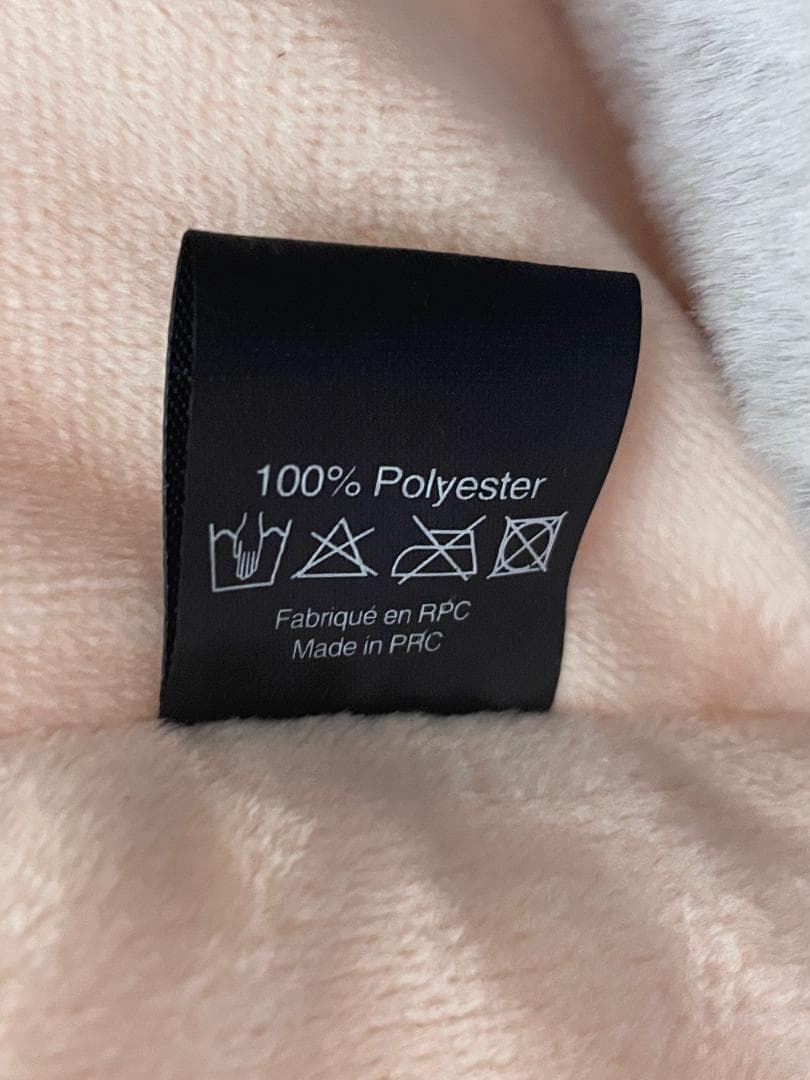 100% Polyester
Fabriqué en RPC
Made in PRC